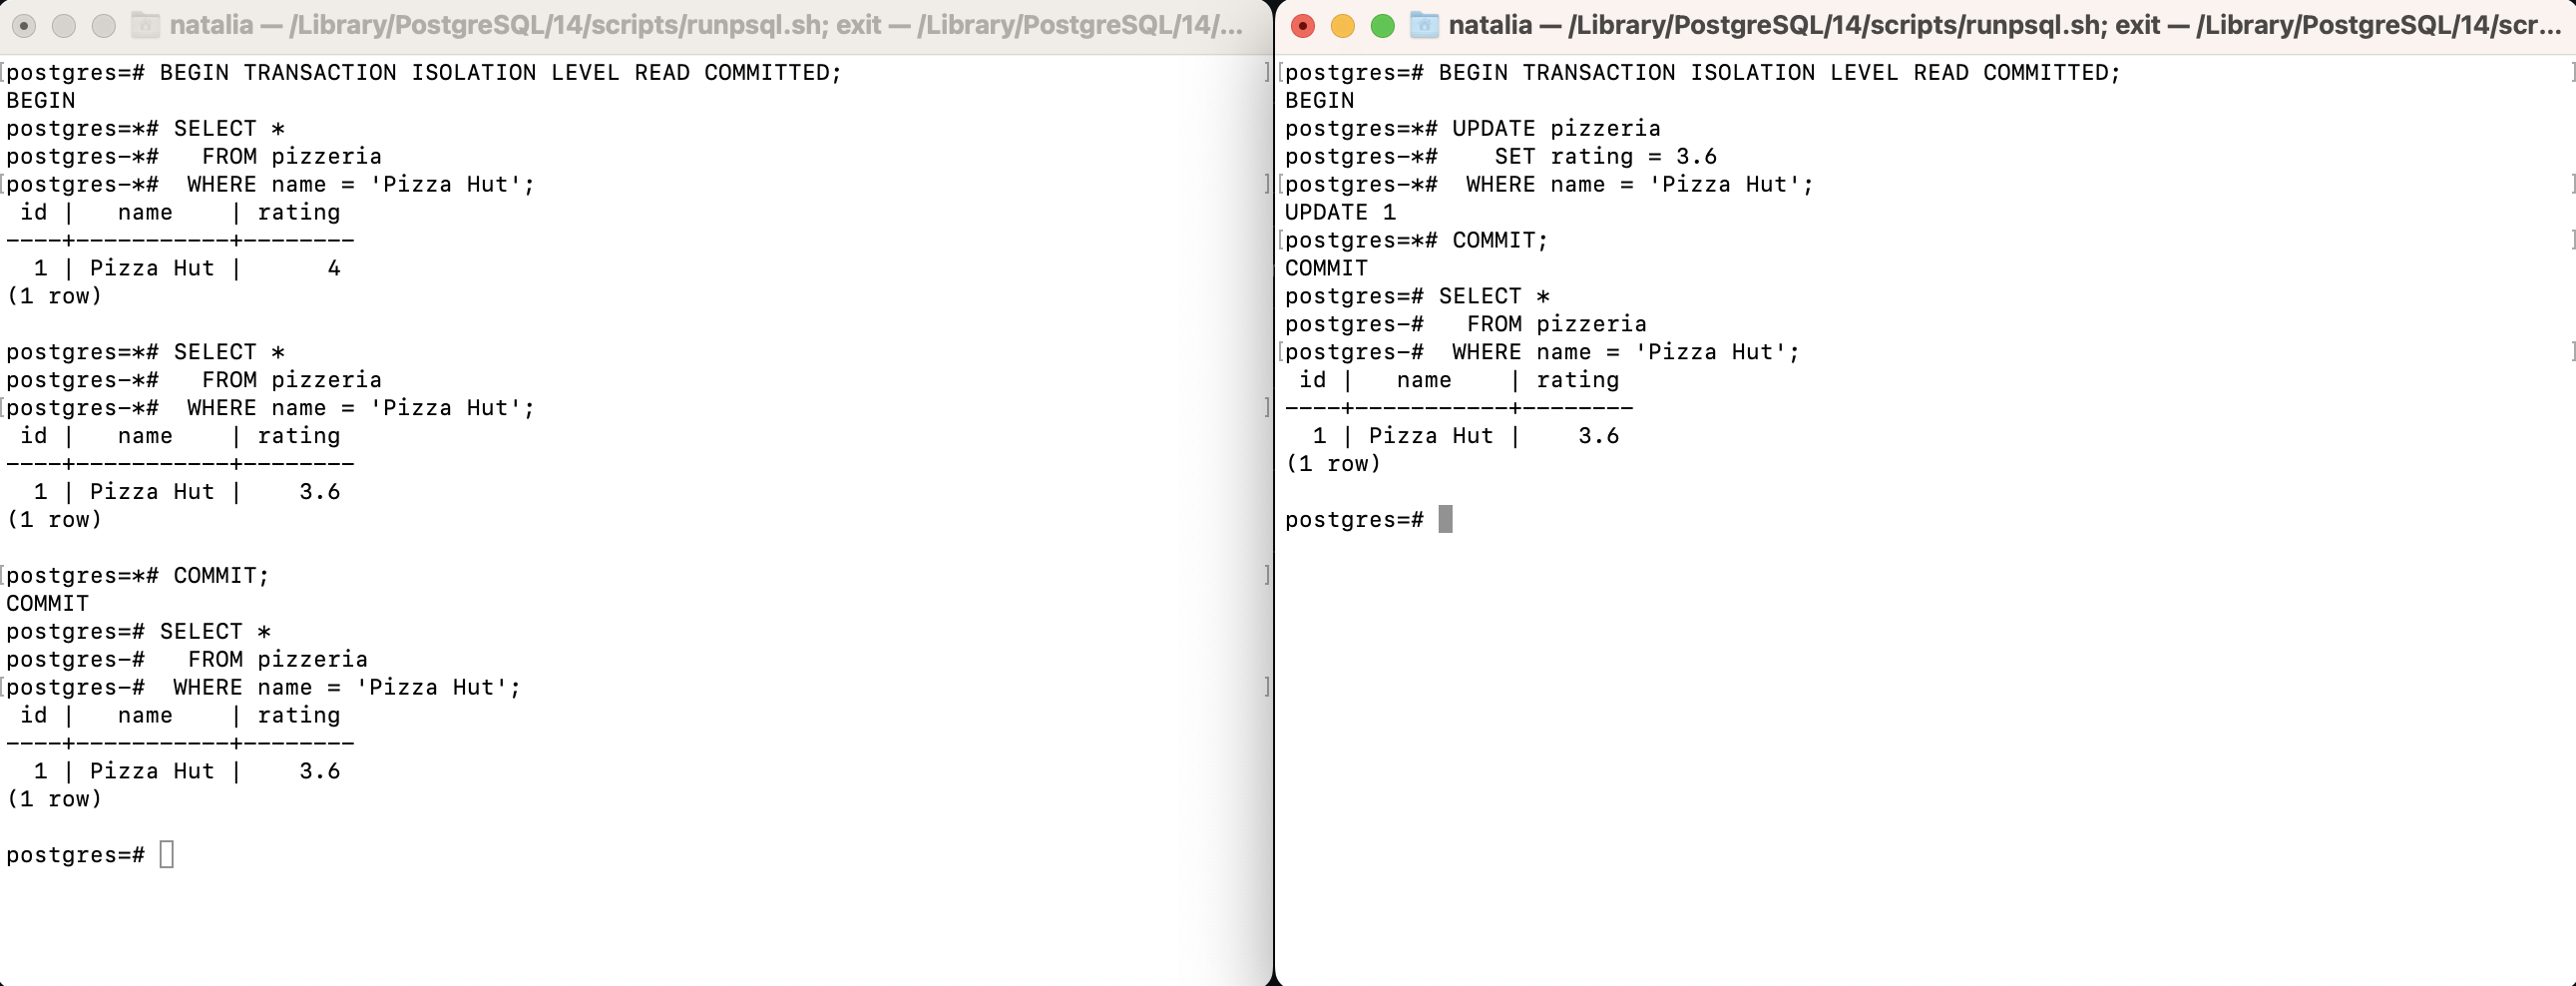 natalia — /Library/PostgreSQL/14/scripts/runpsql.sh; exit — /Library/PostgreSQL/14/...
postgres=# BEGIN TRANSACTION ISOLATION LEVEL READ COMMITTED;
BEGIN
postgres=*# SELECT *
postgres-*#   FROM pizzeria
postgres-*#  WHERE name = 'Pizza Hut';
 id |   name    | rating
----+-----------+--------
  1 | Pizza Hut |      4
(1 row)

postgres=*# SELECT *
postgres-*#   FROM pizzeria
postgres-*#  WHERE name = 'Pizza Hut';
 id |   name    | rating
----+-----------+--------
  1 | Pizza Hut |    3.6
(1 row)

postgres=*# COMMIT;
COMMIT
postgres=# SELECT *
postgres-#   FROM pizzeria
postgres-#  WHERE name = 'Pizza Hut';
 id |   name    | rating
----+-----------+--------
  1 | Pizza Hut |    3.6
(1 row)

postgres=#
natalia — /Library/PostgreSQL/14/scripts/runpsql.sh; exit — /Library/PostgreSQL/14/scr...
postgres=# BEGIN TRANSACTION ISOLATION LEVEL READ COMMITTED;
BEGIN
postgres=*# UPDATE pizzeria
postgres-*#    SET rating = 3.6
postgres-*#  WHERE name = 'Pizza Hut';
UPDATE 1
postgres=*# COMMIT;
COMMIT
postgres=# SELECT *
postgres-#   FROM pizzeria
postgres-#  WHERE name = 'Pizza Hut';
 id |   name    | rating
----+-----------+--------
  1 | Pizza Hut |    3.6
(1 row)

postgres=#